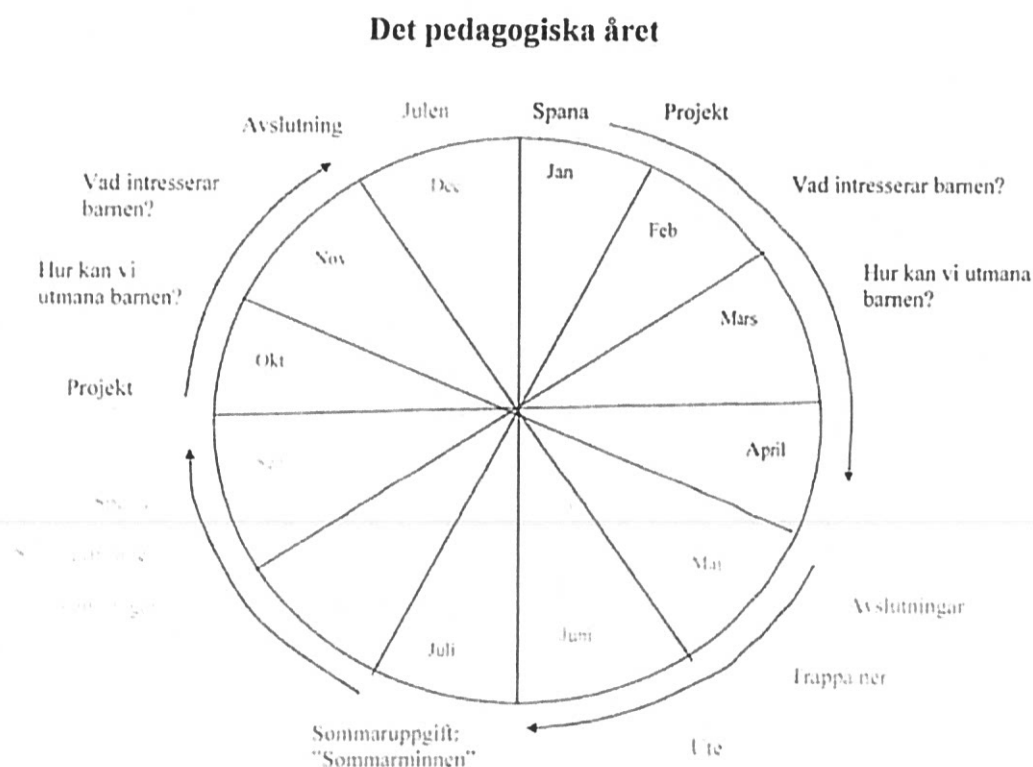 Det pedagogiska året
Julen
Spana
Projekt
Avslutning
Vad intresserar
barnen?
Hur kan vi
utmana barnen?
Projekt
Vad intresserar barnen?
Hur kan vi utmana
barnen?
Jan
Feb
Mars
April
Maj
Juni
Juli
Okt
Nov
Dec
Avslutningar
Trappa ner
Ute
Sommaruppgift:
"Sommarminnen"